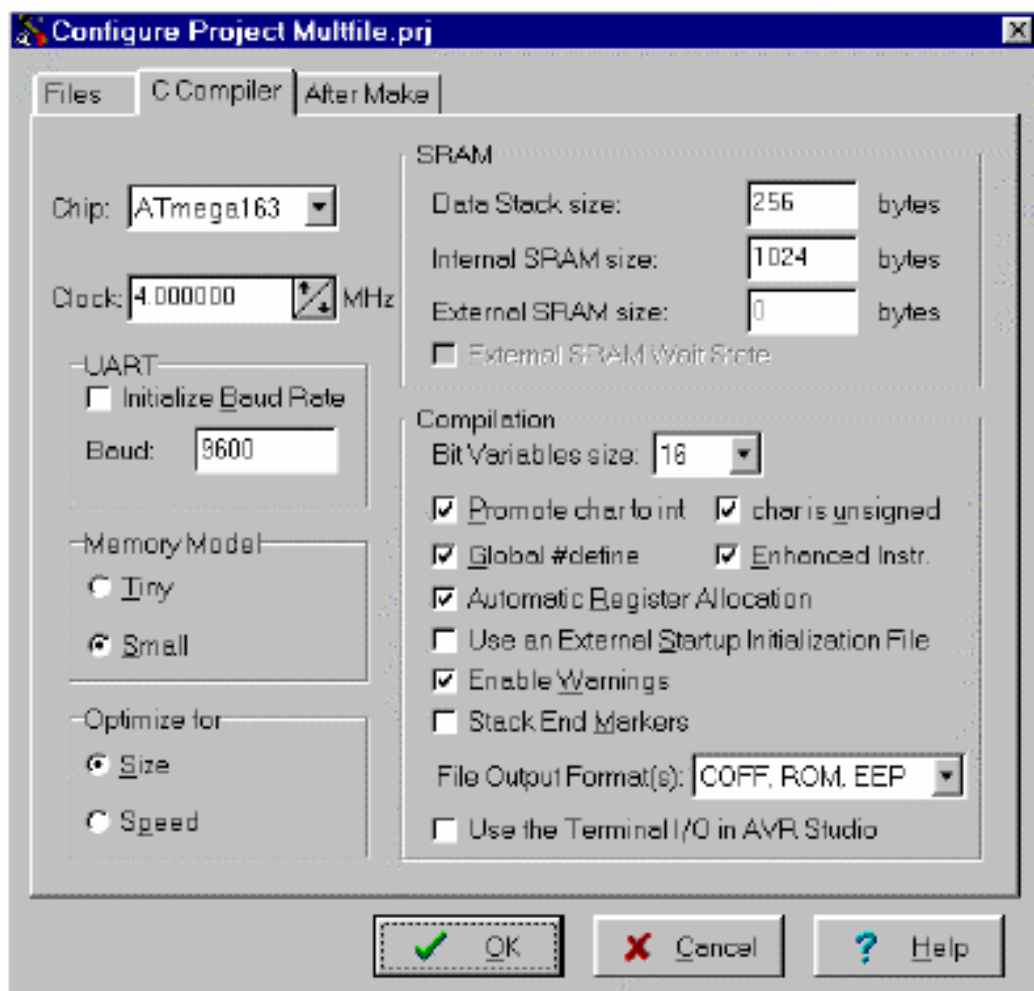 Configure Project Multfile.prj
Files
C Compiler
After Make
Chip: ATmega163
Clock: 4.000000 MHz
UART
Initialize Baud Rate
Baud: 9600
Memory Model
Tiny
Small
Optimize for
Size
Speed
SRAM
Data Stack size: 256 bytes
Internal SRAM size: 1024 bytes
External SRAM size: 0 bytes
External SRAM Wait State
Compilation
Bit Variables size: 16
Promote char to int
char is unsigned
Global #define
Enhanced Instr.
Automatic Register Allocation
Use an External Startup Initialization File
Enable Warnings
Stack End Markers
File Output Format(s): COFF, ROM, EEP
Use the Terminal I/O in AVR Studio
OK
Cancel
? Help